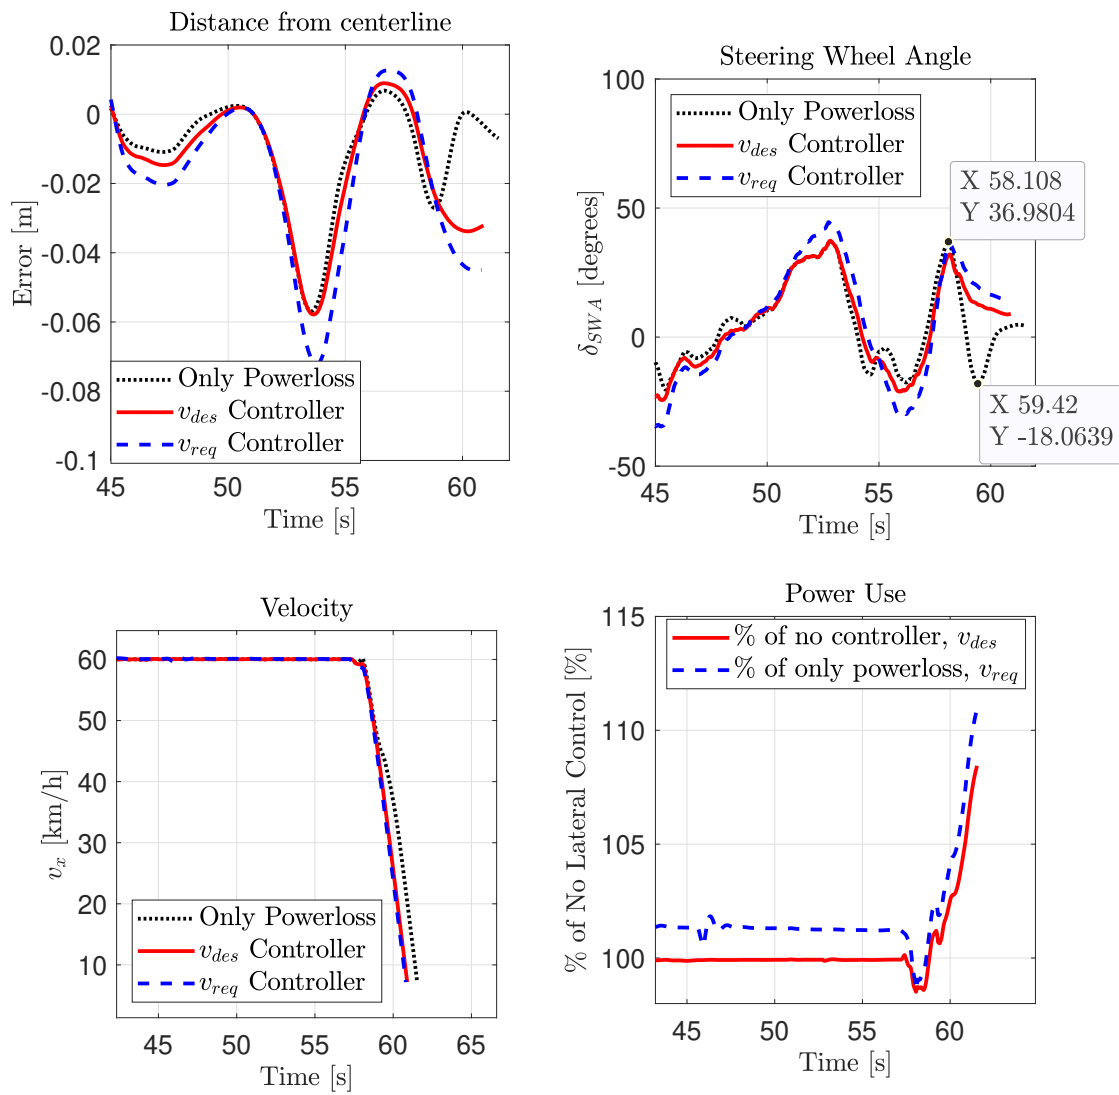 Distance from centerline
0.02
0
-0.02
-0.04
-0.06
-0.08
-0.1
Error [m]
Only Powerloss
v_des Controller
v_req Controller
45
50
55
60
Time [s]
Steering Wheel Angle
100
50
0
-50
δ_SWA [degrees]
Only Powerloss
v_des Controller
v_req Controller
X 58.108
Y 36.9804
X 59.42
Y -18.0639
45
50
55
60
Time [s]
Velocity
60
50
40
30
20
10
v_x [km/h]
Only Powerloss
v_des Controller
v_req Controller
45
50
55
60
65
Time [s]
Power Use
115
110
105
100
% of No Lateral Control [%]
% of no controller, v_des
% of only powerloss, v_req
45
50
55
60
Time [s]